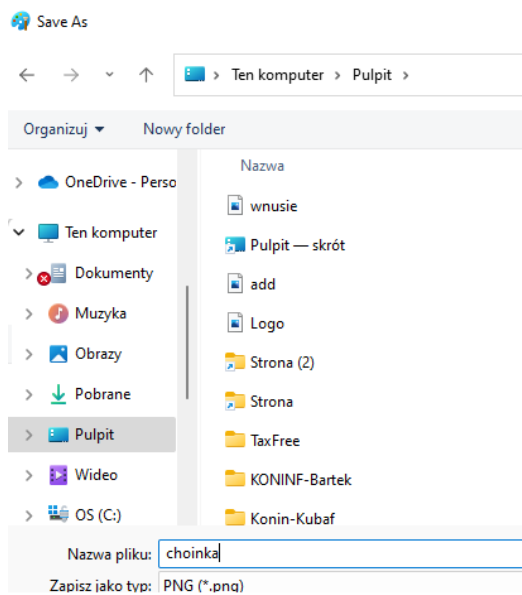 Save As
Ten komputer > Pulpit >
Organizuj Nowy folder
OneDrive - Perso
Ten komputer
Dokumenty
Muzyka
Obrazy
Pobrane
Pulpit
Wideo
OS (C:)
Nazwa
wnusie
Pulpit — skrót
add
Logo
Strona (2)
Strona
TaxFree
KONINF-Bartek
Konin-Kubaf
Nazwa pliku: choinka
Zapisz jako typ: PNG (*.png)